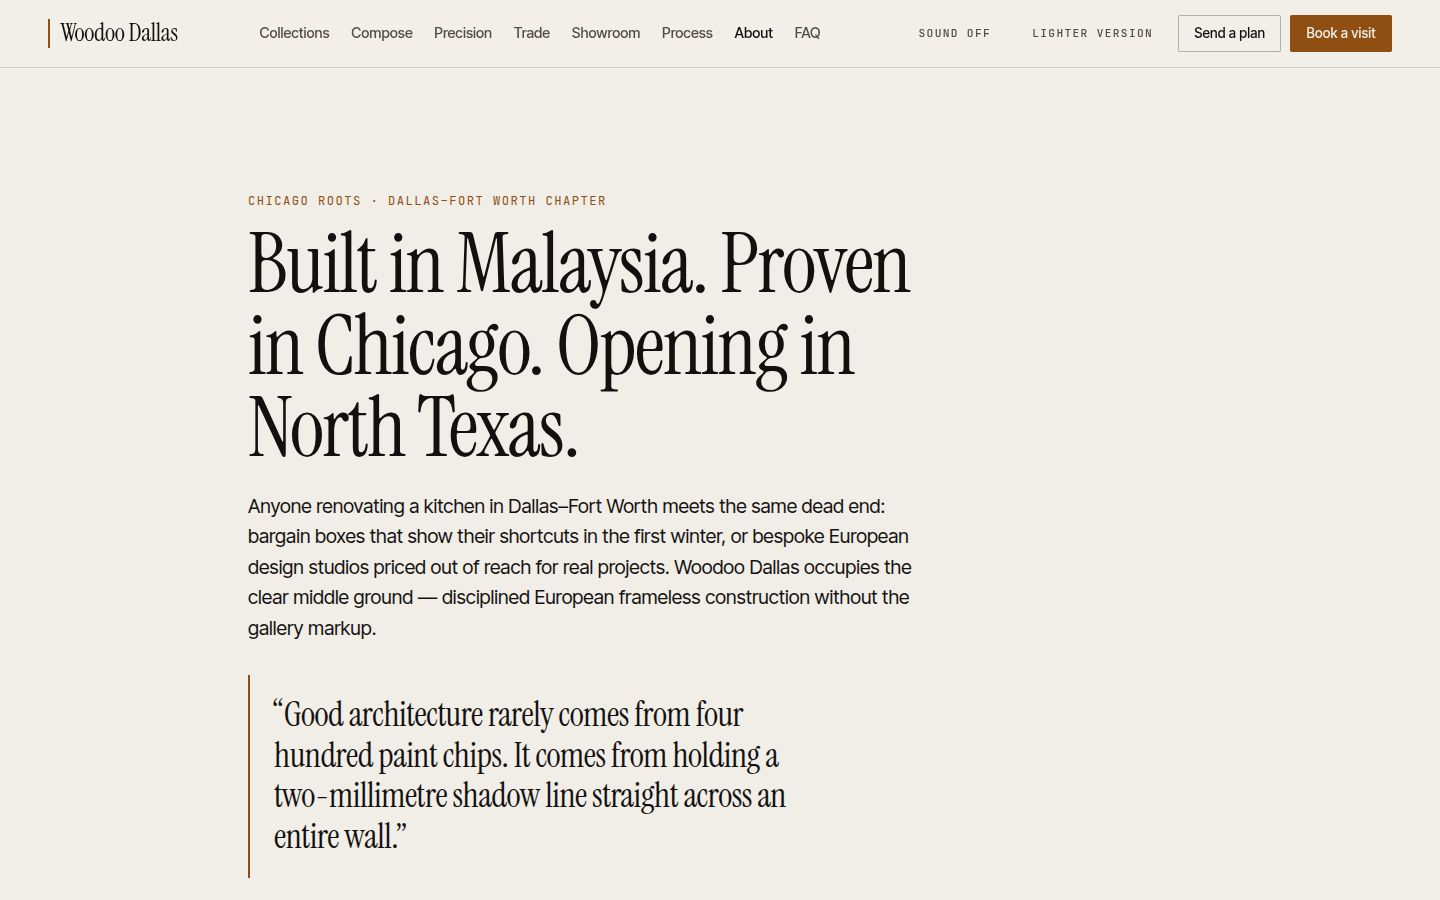 Woodoo Dallas
Collections Compose Precision Trade Showroom Process About FAQ
SOUND OFF LIGHTER VERSION Send a plan Book a visit
CHICAGO ROOTS · DALLAS–FORT WORTH CHAPTER
Built in Malaysia. Proven
in Chicago. Opening in
North Texas.
Anyone renovating a kitchen in Dallas–Fort Worth meets the same dead end:
bargain boxes that show their shortcuts in the first winter, or bespoke European
design studios priced out of reach for real projects. Woodoo Dallas occupies the
clear middle ground — disciplined European frameless construction without the
gallery markup.
“Good architecture rarely comes from four
hundred paint chips. It comes from holding a
two-millimetre shadow line straight across an
entire wall.”